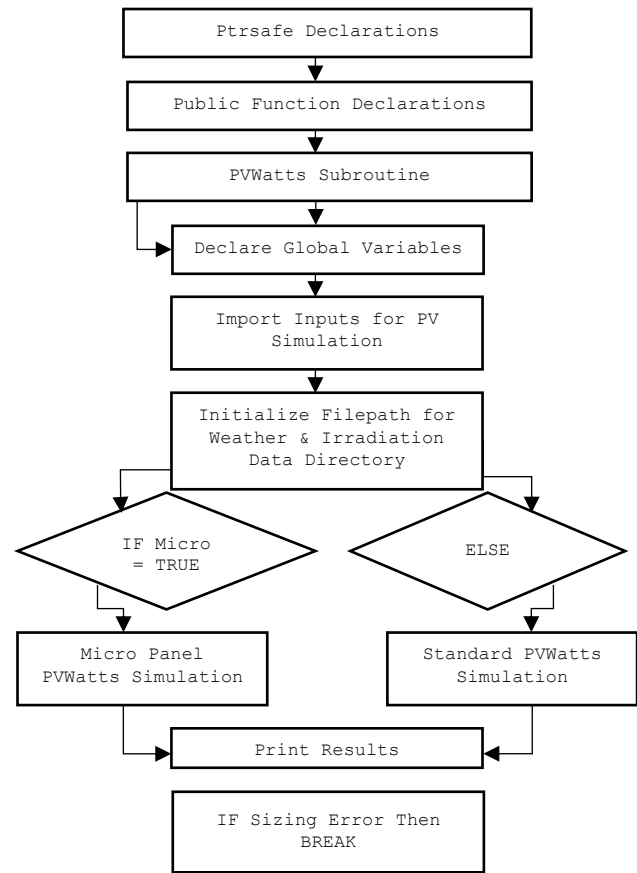 Ptrsafe Declarations
Public Function Declarations
PVWatts Subroutine
Declare Global Variables
Import Inputs for PV
Simulation
Initialize Filepath for
Weather & Irradiation
Data Directory
IF Micro
= TRUE
ELSE
Micro Panel
PVWatts Simulation
Standard PVWatts
Simulation
Print Results
IF Sizing Error Then
BREAK